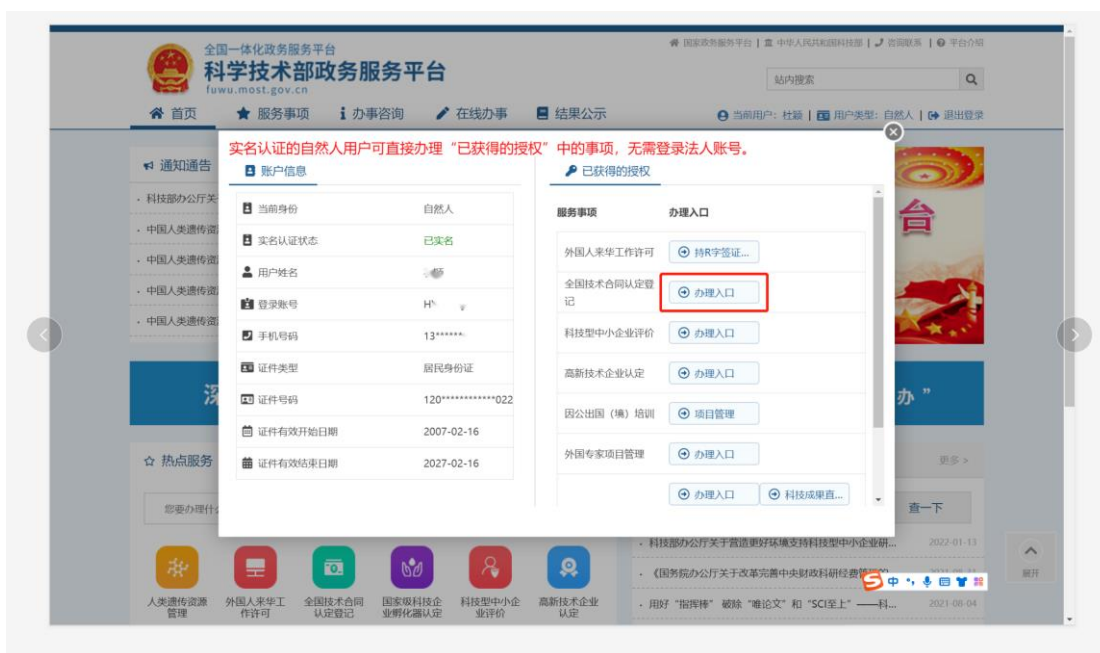 全国一体化政务服务平台
科学技术部政务服务平台
fuwu.most.gov.cn
国家政务服务平台 | 中华人民共和国科技部 | 咨询联系 | 平台介绍
站内搜索
首页 服务事项 办事咨询 在线办事 结果公示
当前用户：杜颖 | 用户类型：自然人 | 退出登录
实名认证的自然人用户可直接办理“已获得的授权”中的事项，无需登录法人账号。
通知通告
· 科技部办公厅关
· 中国人类遗传资
· 中国人类遗传资
· 中国人类遗传资
· 中国人类遗传资
台
账户信息
当前身份 自然人
实名认证状态 已实名
用户姓名
登录账号 H
手机号码 13******
证件类型 居民身份证
证件号码 120************022
证件有效开始日期 2007-02-16
证件有效结束日期 2027-02-16
已获得的授权
服务事项 办理入口
外国人来华工作许可 持R字签证...
全国技术合同认定登
记
办理入口
科技型中小企业评价 办理入口
高新技术企业认定 办理入口
因公出国（境）培训 项目管理
外国专家项目管理 办理入口
办理入口 科技成果直...
深
办”
热点服务
更多 >
您要办理什
查一下
人类遗传资源
管理
外国人来华工
作许可
全国技术合同
认定登记
国家级科技企
业孵化器认定
科技型中小企
业评价
高新技术企业
认定
· 科技部办公厅关于营造更好环境支持科技型中小企业研... 2022-01-13
· 《国务院办公厅关于改革完善中央财政科研经费管理的
· 用好“指挥棒” 破除“唯论文”和“SCI至上”——科... 2021-08-04
中
展开